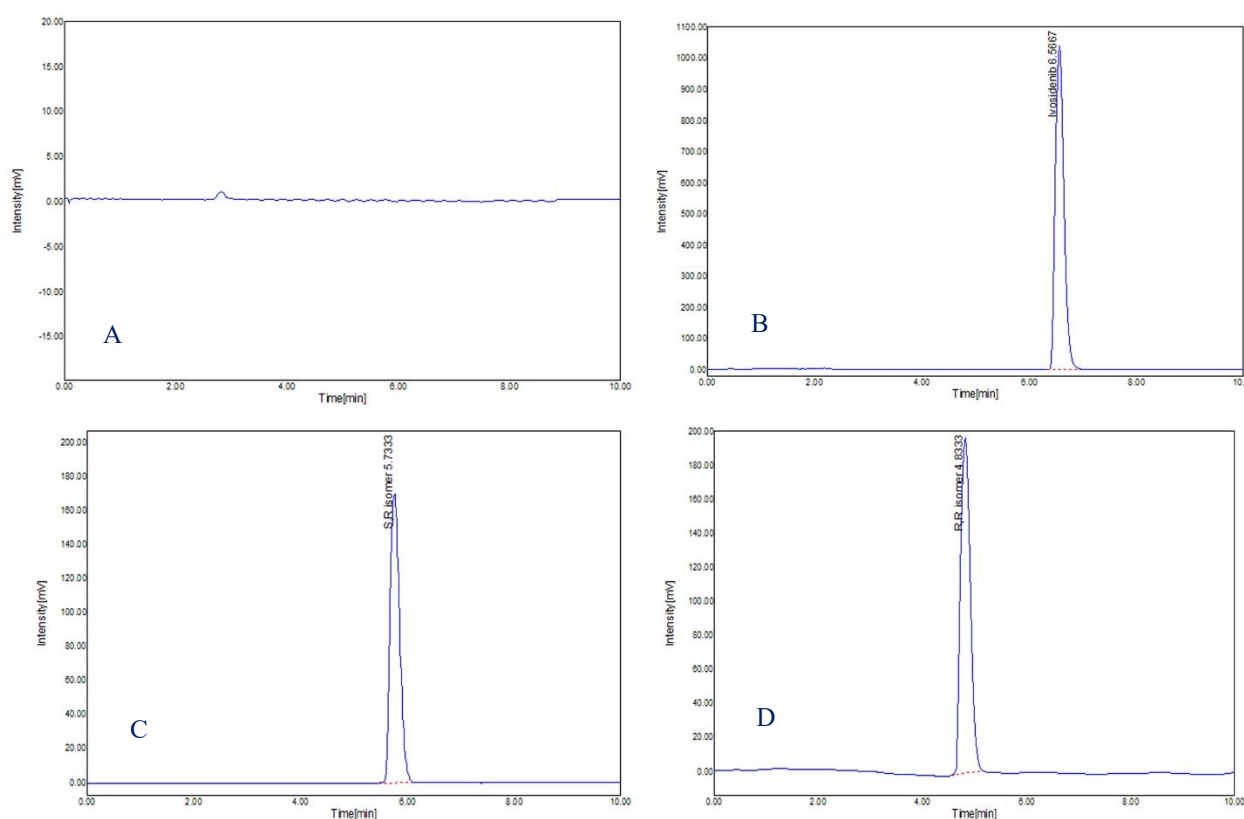 20.00
15.00
10.00
5.00
0.00
-5.00
-10.00
-15.00
Intensity[mV]
A
0.00 2.00 4.00 6.00 8.00 10.00
Time[min]
1100.00
1000.00
900.00
800.00
700.00
600.00
500.00
400.00
300.00
200.00
100.00
0.00
Intensity[mV]
Ivosidenib 6.5667
B
0.00 2.00 4.00 6.00 8.00 10.0
Time[min]
200.00
180.00
160.00
140.00
120.00
100.00
80.00
60.00
40.00
20.00
0.00
Intensity[mV]
S,R isomer 5.7333
C
0.00 2.00 4.00 6.00 8.00 10.00
Time[min]
200.00
180.00
160.00
140.00
120.00
100.00
80.00
60.00
40.00
20.00
0.00
Intensity[mV]
R,R isomer 4.8333
D
0.00 2.00 4.00 6.00 8.00 10.00
Time[min]